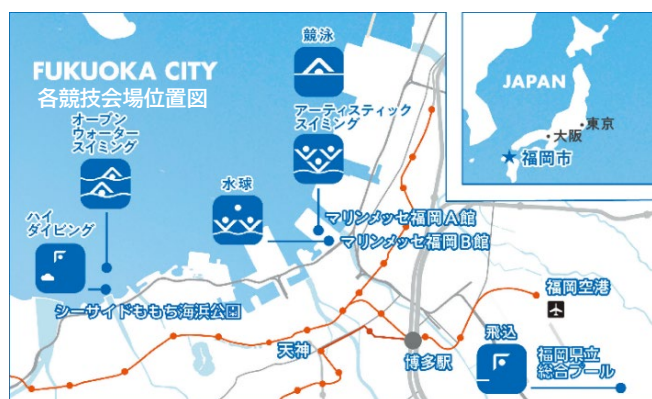 FUKUOKA CITY
各競技会場位置図
オープン
ウォーター
スイミング
ハイ
ダイビング
シーサイドももち海浜公園
水球
競泳
アーティスティック
スイミング
マリンメッセ福岡A館
マリンメッセ福岡B館
天神
博多駅
福岡空港
飛込
福岡県立
総合プール
JAPAN
東京
大阪
福岡市